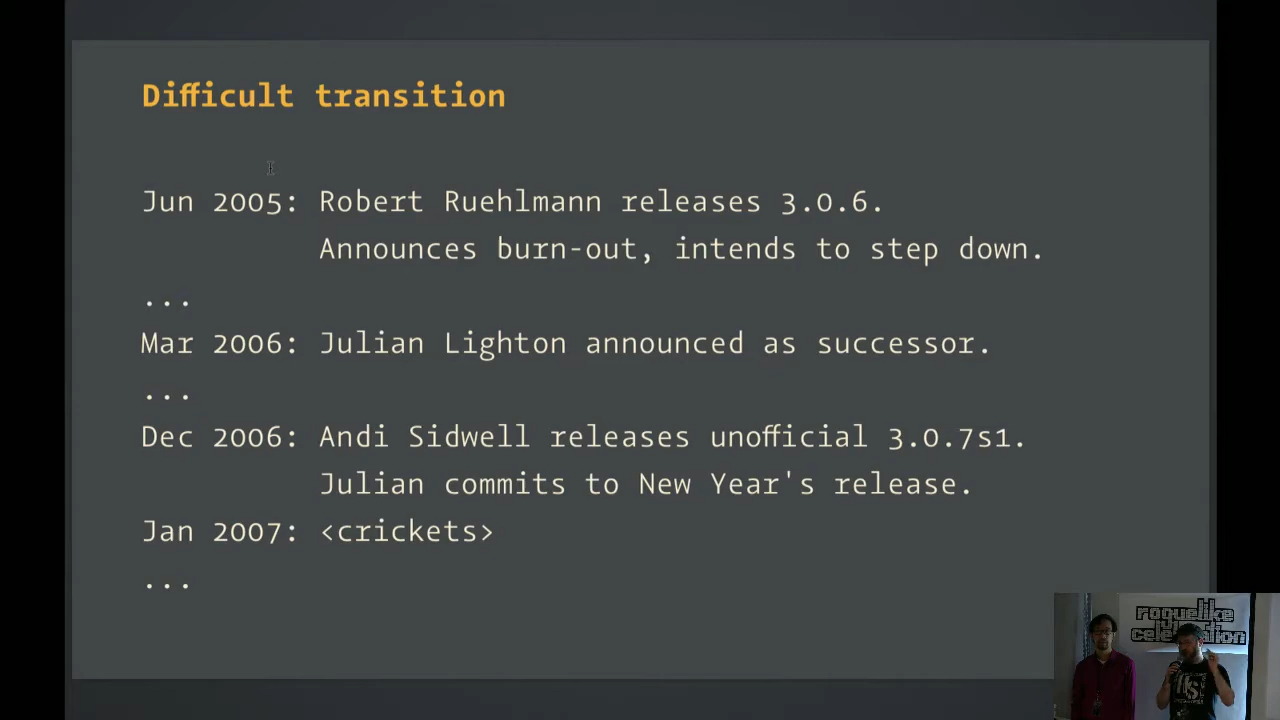 Difficult transition
Jun 2005: Robert Ruehlmann releases 3.0.6.
Announces burn-out, intends to step down.
...
Mar 2006: Julian Lighton announced as successor.
...
Dec 2006: Andi Sidwell releases unofficial 3.0.7s1.
Julian commits to New Year's release.
Jan 2007: <crickets>
...
roguelike
celebration